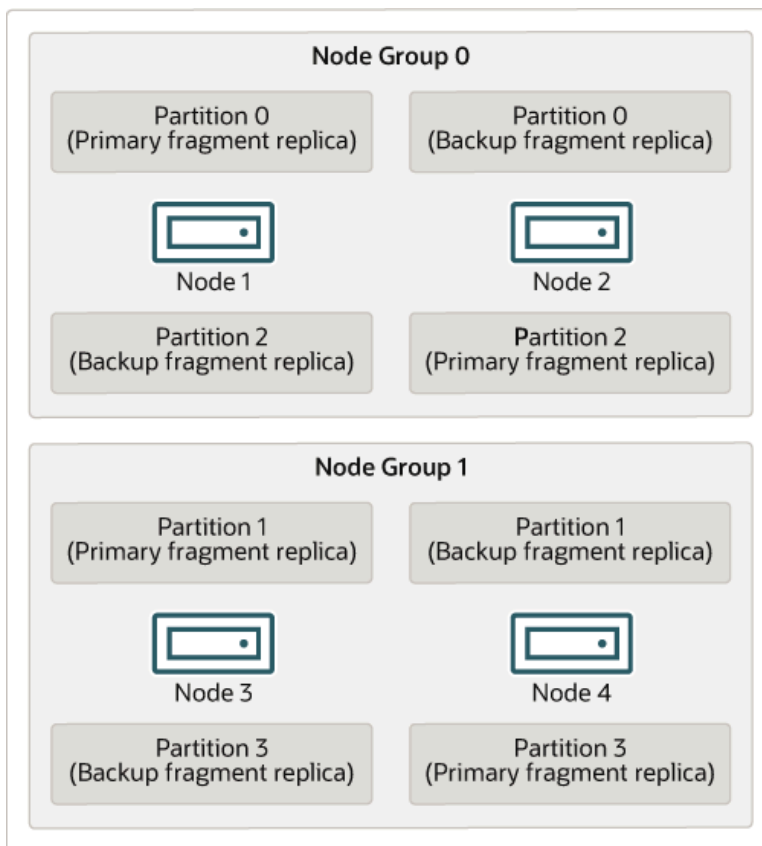 Node Group 0
Partition 0
(Primary fragment replica)
Partition 0
(Backup fragment replica)
Node 1
Node 2
Partition 2
(Backup fragment replica)
Partition 2
(Primary fragment replica)
Node Group 1
Partition 1
(Primary fragment replica)
Partition 1
(Backup fragment replica)
Node 3
Node 4
Partition 3
(Backup fragment replica)
Partition 3
(Primary fragment replica)